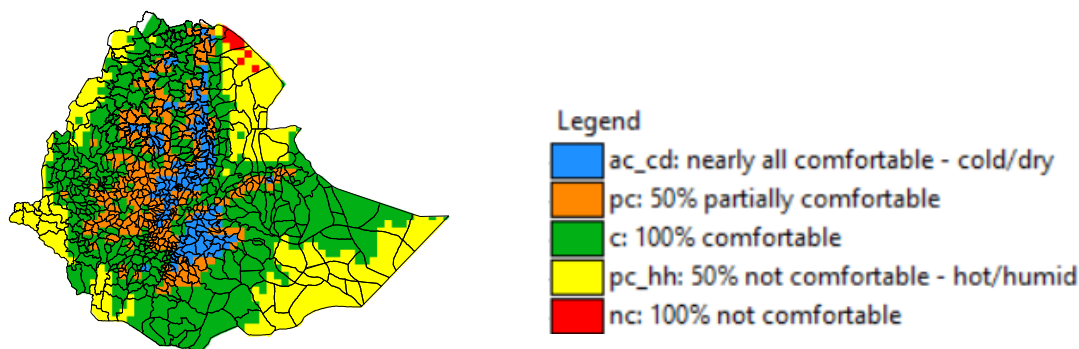 Legend
ac_cd: nearly all comfortable - cold/dry
pc: 50% partially comfortable
c: 100% comfortable
pc_hh: 50% not comfortable - hot/humid
nc: 100% not comfortable